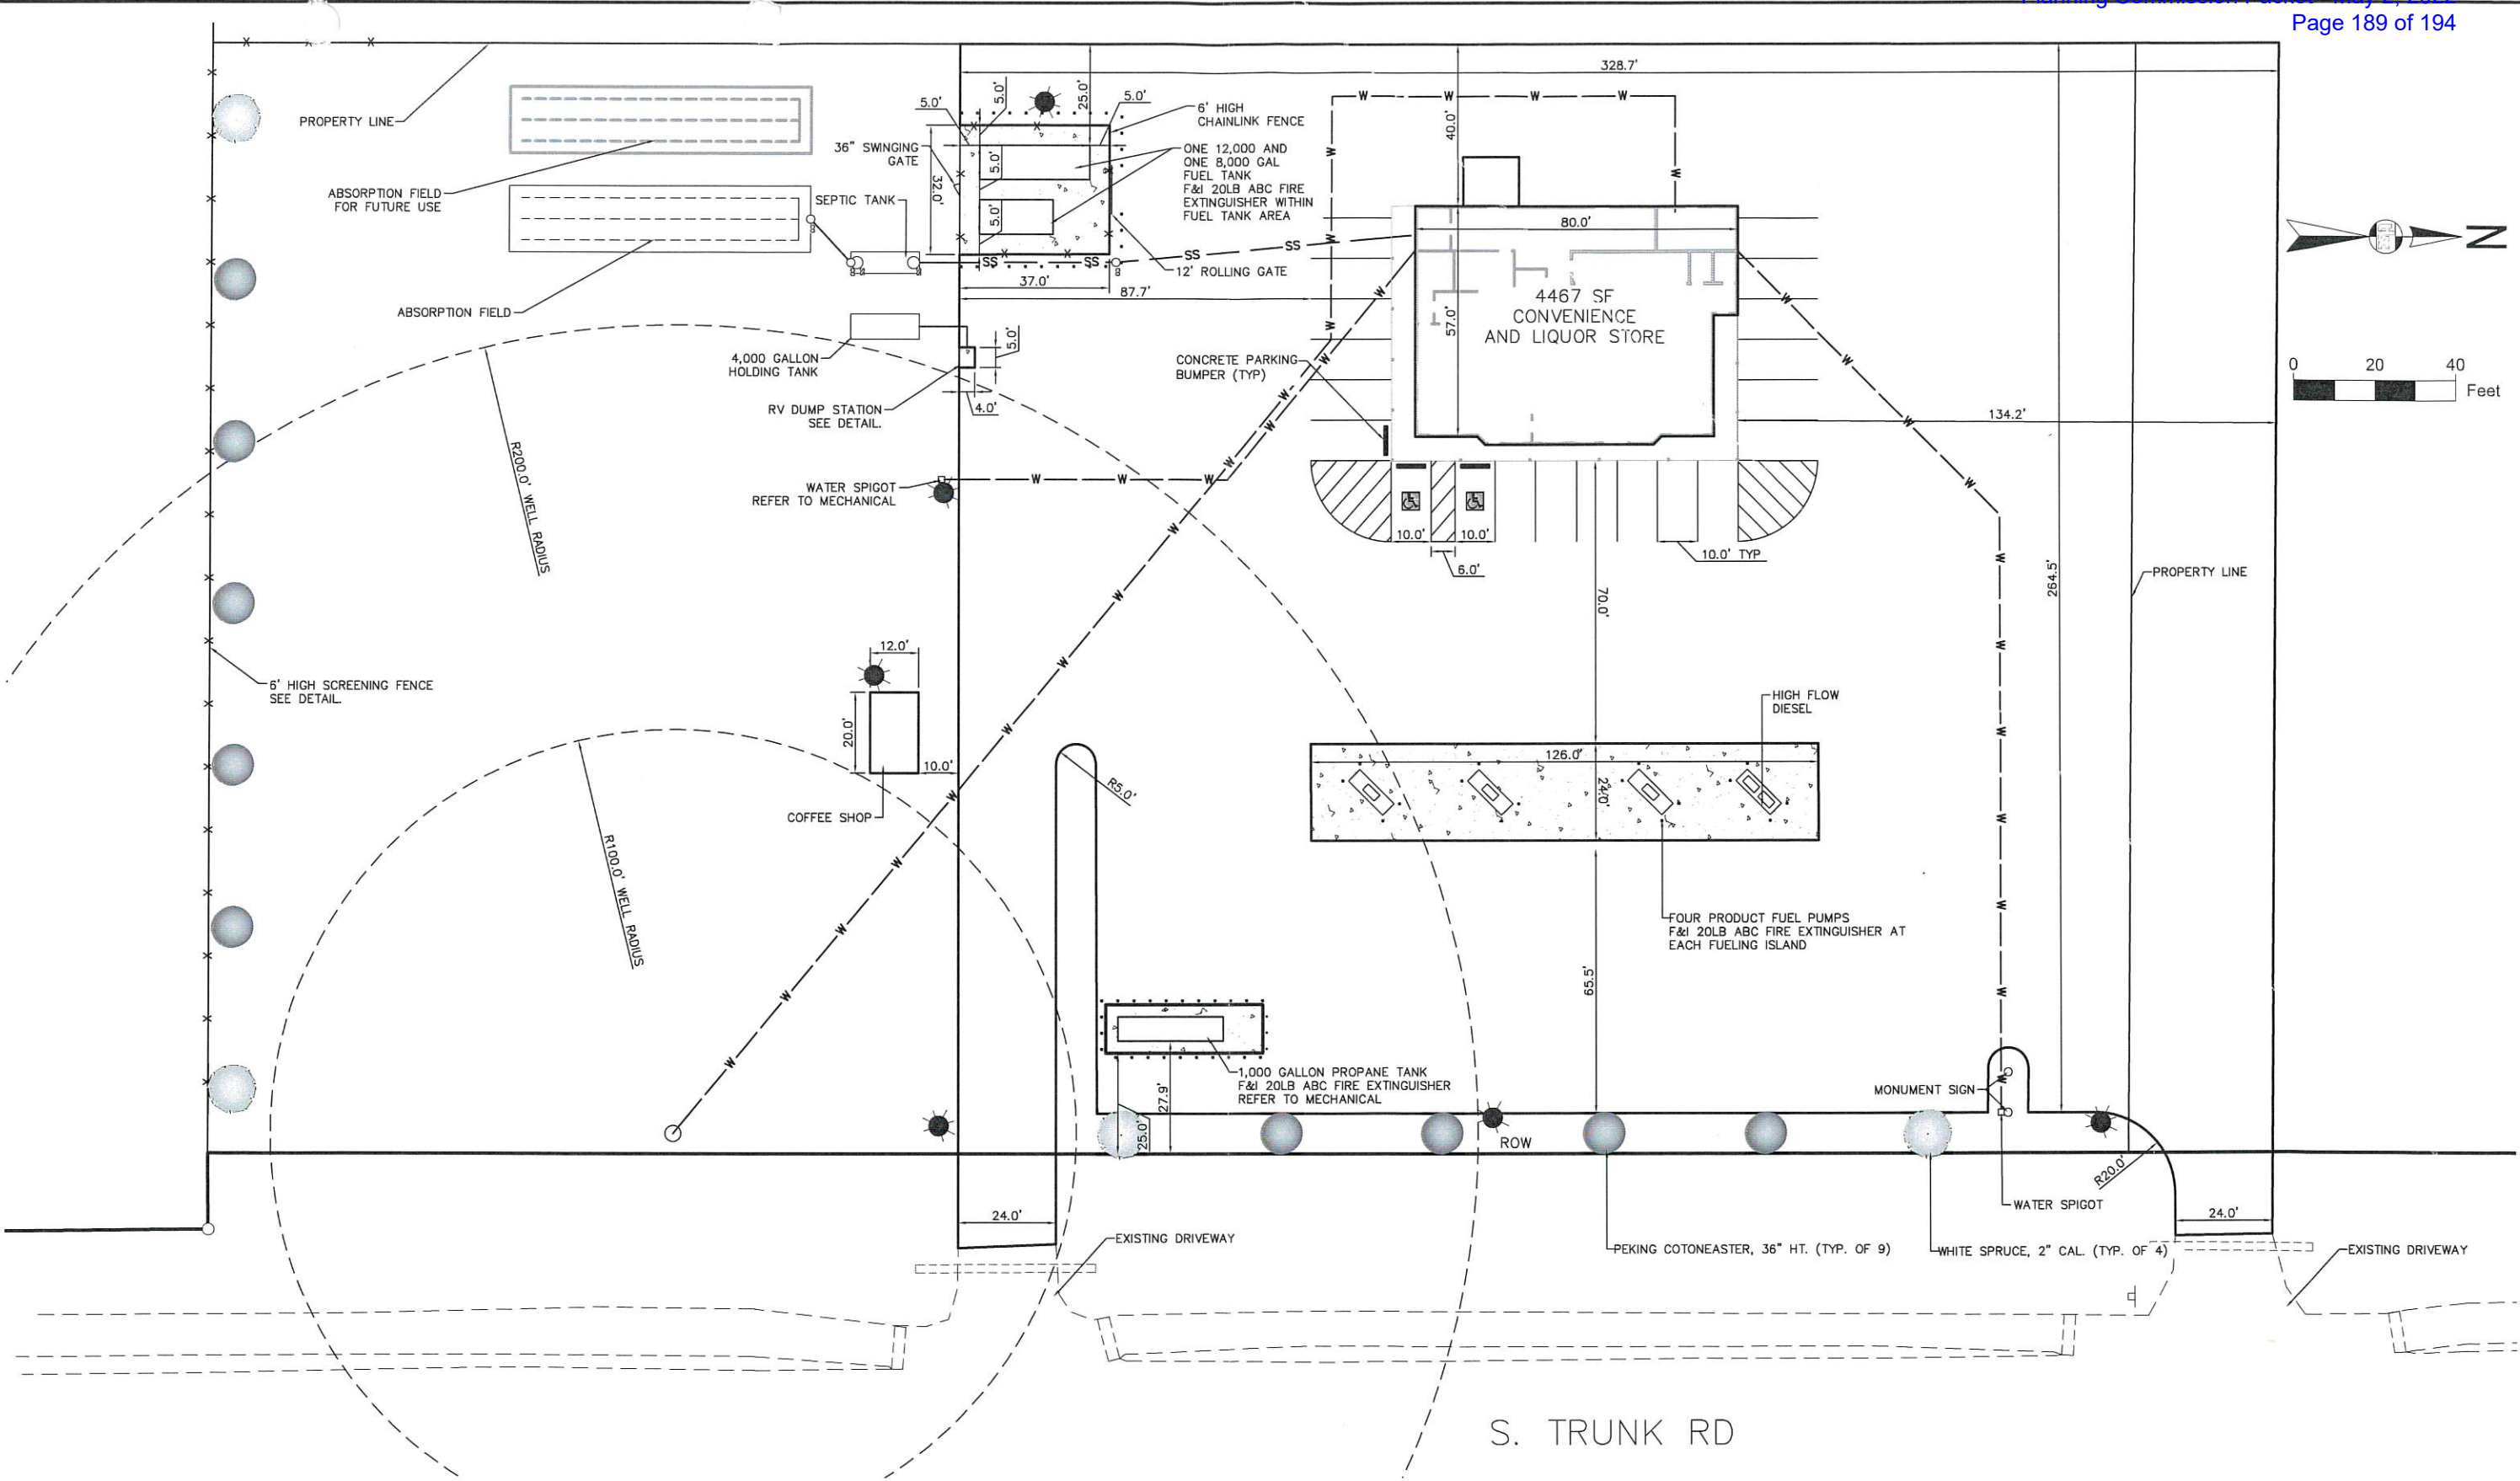 Planning Commission Packet - May 2, 2022
Page 189 of 194
328.7'
5.0'
5.0'
25.0'
5.0'
6' HIGH
CHAINLINK FENCE
PROPERTY LINE
40.0'
36" SWINGING
GATE
5.0'
ONE 12,000 AND
ONE 8,000 GAL
FUEL TANK
F&I 20LB ABC FIRE
EXTINGUISHER WITHIN
FUEL TANK AREA
32.0'
5.0'
ABSORPTION FIELD
FOR FUTURE USE
SEPTIC TANK
80.0'
N
SS
SS
SS
SS
12' ROLLING GATE
37.0'
87.7'
ABSORPTION FIELD
4467 SF
CONVENIENCE
AND LIQUOR STORE
57.0'
5.0'
4,000 GALLON
HOLDING TANK
CONCRETE PARKING
BUMPER (TYP)
0 20 40
Feet
RV DUMP STATION
SEE DETAIL.
4.0'
134.2'
R200.0' WELL RADIUS
WATER SPIGOT
REFER TO MECHANICAL
W W W W W W W W W W W W
10.0'
10.0'
10.0' TYP
6.0'
70.0'
264.5'
PROPERTY LINE
12.0'
6' HIGH SCREENING FENCE
SEE DETAIL.
20.0'
HIGH FLOW
DIESEL
10.0'
126.0'
24.0'
R5.0'
COFFEE SHOP
R100.0' WELL RADIUS
FOUR PRODUCT FUEL PUMPS
F&I 20LB ABC FIRE EXTINGUISHER AT
EACH FUELING ISLAND
65.5'
1,000 GALLON PROPANE TANK
F&I 20LB ABC FIRE EXTINGUISHER
REFER TO MECHANICAL
27.9'
25.0'
MONUMENT SIGN
ROW
R20.0'
WATER SPIGOT
24.0'
24.0'
EXISTING DRIVEWAY
PEKING COTONEASTER, 36" HT. (TYP. OF 9)
WHITE SPRUCE, 2" CAL. (TYP. OF 4)
EXISTING DRIVEWAY
S. TRUNK RD